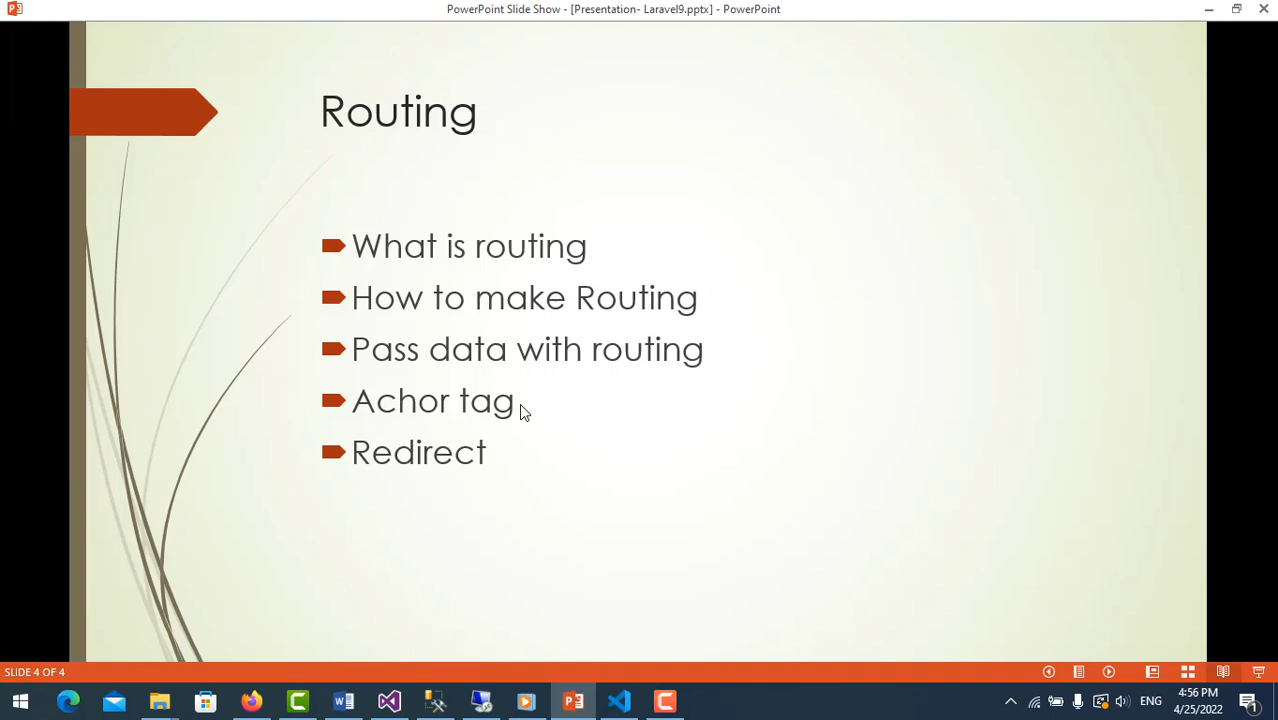 PowerPoint Slide Show - [Presentation- Laravel9.pptx] - PowerPoint
Routing
What is routing
How to make Routing
Pass data with routing
Achor tag
Redirect
SLIDE 4 OF 4
ENG
4:56 PM
4/25/2022
1